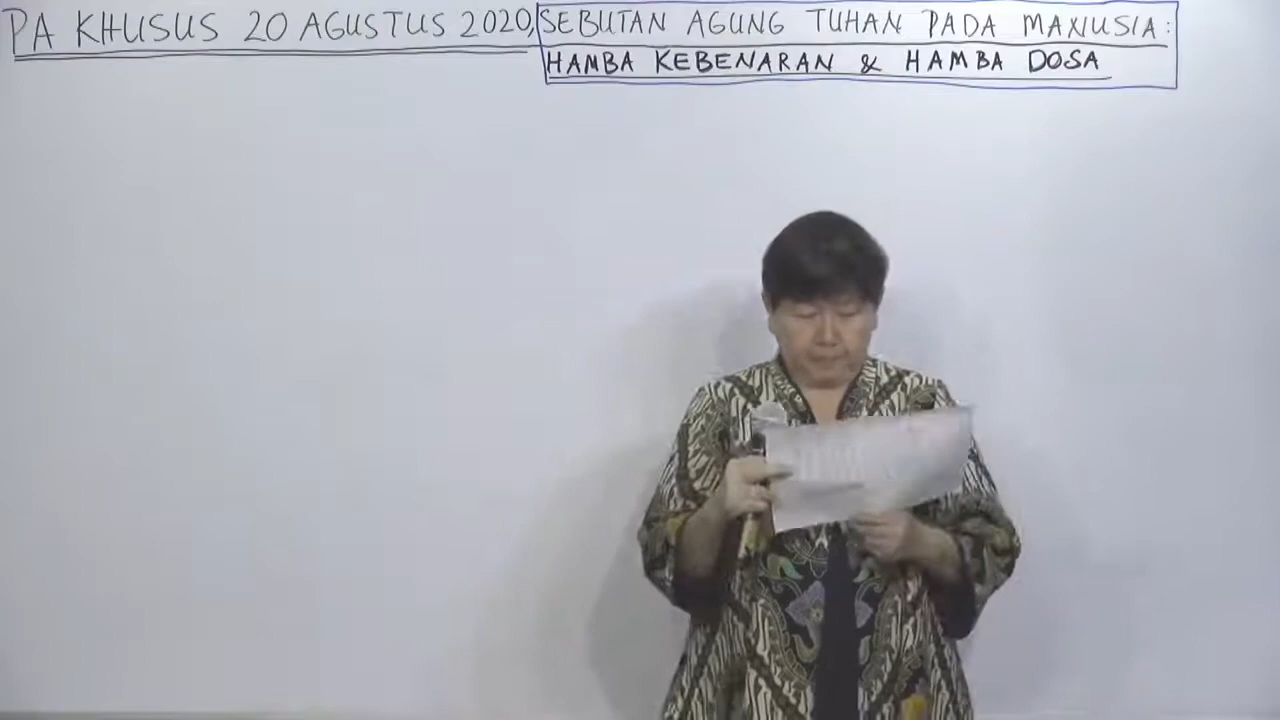 PA KHUSUS 20 AGUSTUS 2020, SEBUTAN AGUNG TUHAN PADA MANUSIA:
HAMBA KEBENARAN & HAMBA DOSA